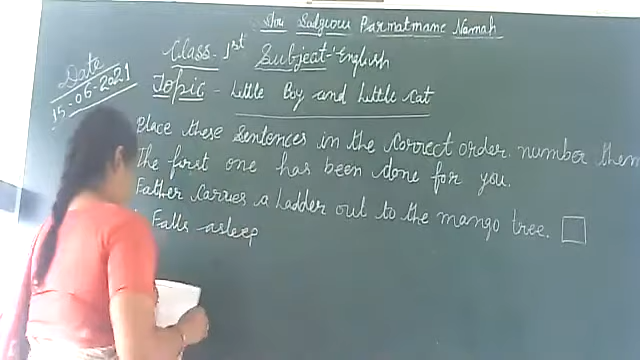 Parmatmane Namah
Class - 1st Subject - English
Date
15-06-2021
Topic - Little Boy and Little Cat
Place these sentences in the correct order. number them
The first one has been done for you.
Father carries a ladder out to the mango tree.
Falls asleep